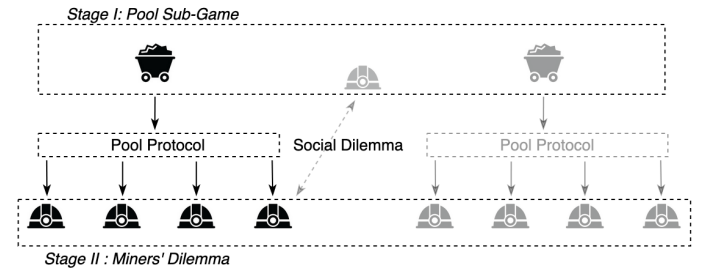 Stage I: Pool Sub-Game
Pool Protocol
Social Dilemma
Pool Protocol
Stage II : Miners' Dilemma